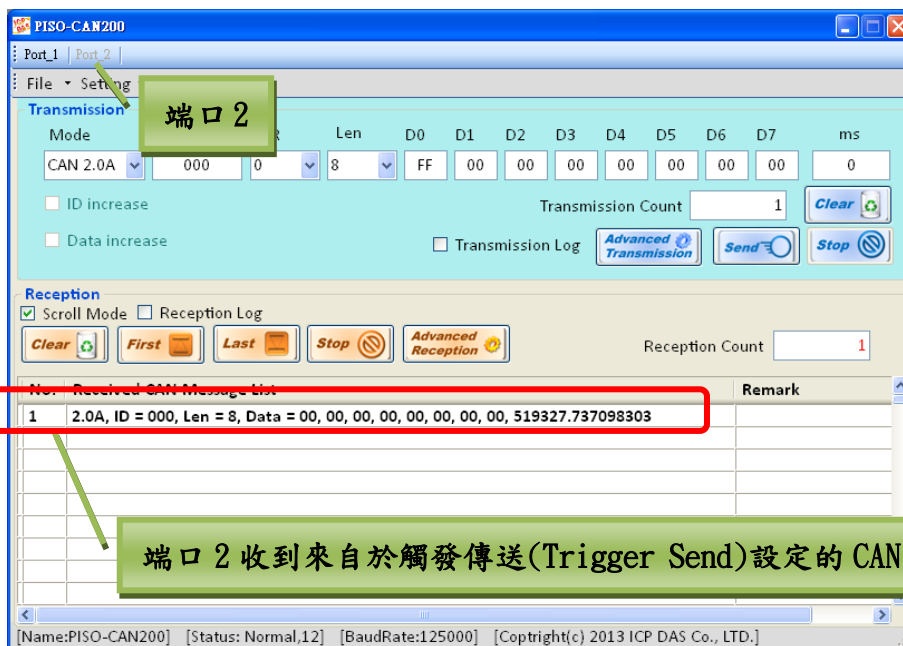 PISO-CAN200
Port_1 Port_2
File Setting
端口 2
Transmission
Mode R Len D0 D1 D2 D3 D4 D5 D6 D7 ms
CAN 2.0A 000 0 8 FF 00 00 00 00 00 00 00 0
ID increase Transmission Count 1 Clear
Data increase Transmission Log Advanced Transmission Send Stop
Reception
Scroll Mode Reception Log
Clear First Last Stop Advanced Reception Reception Count 1
No. Received CAN Message List Remark
1 2.0A, ID = 000, Len = 8, Data = 00, 00, 00, 00, 00, 00, 00, 00, 519327.737098303
端口 2 收到來自於觸發傳送(Trigger Send)設定的 CAN
[Name:PISO-CAN200] [Status: Normal,12] [BaudRate:125000] [Coptright(c) 2013 ICP DAS Co., LTD.]